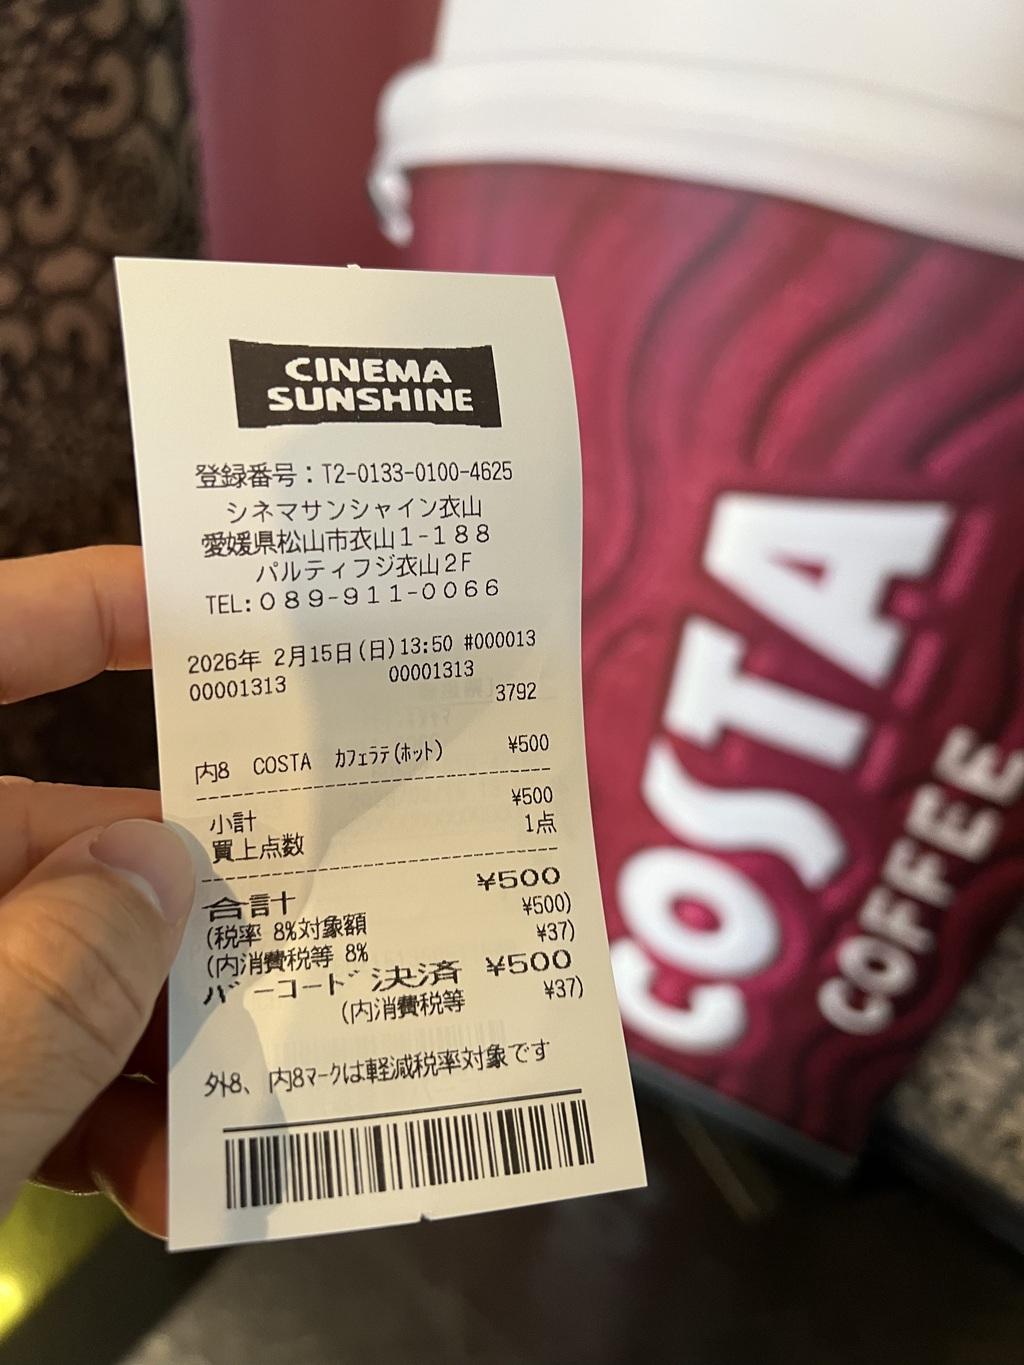 CINEMA
SUNSHINE
登録番号：T2-0133-0100-4625
シネマサンシャイン衣山
愛媛県松山市衣山1-188
パルティフジ衣山2F
TEL:089-911-0066
2026年 2月15日(日)13:50 #000013
00001313 00001313
3792
内8 COSTA カフェラテ(ホット) ¥500
小計 ¥500
買上点数 1点
合計 ¥500
(税率 8%対象額 ¥500)
(内消費税等 8% ¥37)
バーコード決済 ¥500
(内消費税等 ¥37)
外8、内8マークは軽減税率対象です
COSTA
COFFEE